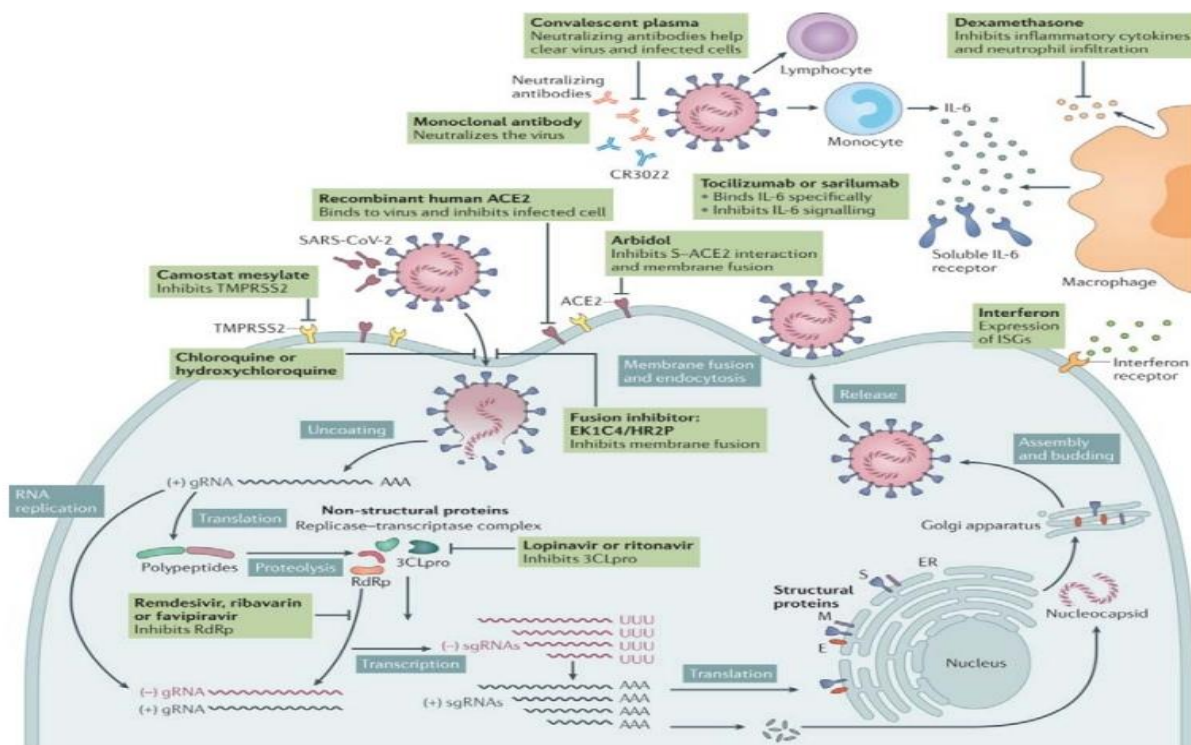 Convalescent plasma
Neutralizing antibodies help
clear virus and infected cells
Dexamethasone
Inhibits inflammatory cytokines
and neutrophil infiltration
Lymphocyte
Neutralizing
antibodies
Monoclonal antibody
Neutralizes the virus
IL-6
Monocyte
CR3022
Recombinant human ACE2
Binds to virus and inhibits infected cell
Tocilizumab or sarilumab
• Binds IL-6 specifically
• Inhibits IL-6 signalling
SARS-CoV-2
Arbidol
Inhibits S–ACE2 interaction
and membrane fusion
Soluble IL-6
receptor
Macrophage
Camostat mesylate
Inhibits TMPRSS2
ACE2
TMPRSS2
Interferon
Expression
of ISGs
Interferon
receptor
Chloroquine or
hydroxychloroquine
Membrane fusion
and endocytosis
Release
Fusion inhibitor:
EK1C4/HR2P
Inhibits membrane fusion
Uncoating
Assembly
and budding
RNA
replication
(+) gRNA
AAA
Translation
Non-structural proteins
Replicase–transcriptase complex
Golgi apparatus
Polypeptides
Proteolysis
3CLpro
RdRp
Lopinavir or ritonavir
Inhibits 3CLpro
ER
S
Structural
proteins
M
E
Nucleocapsid
Remdesivir, ribavarin
or favipiravir
Inhibits RdRp
UUU
UUU
(−) sgRNAs
UUU
UUU
Transcription
Nucleus
(−) gRNA
(+) gRNA
AAA
(+) sgRNAs
AAA
AAA
AAA
Translation